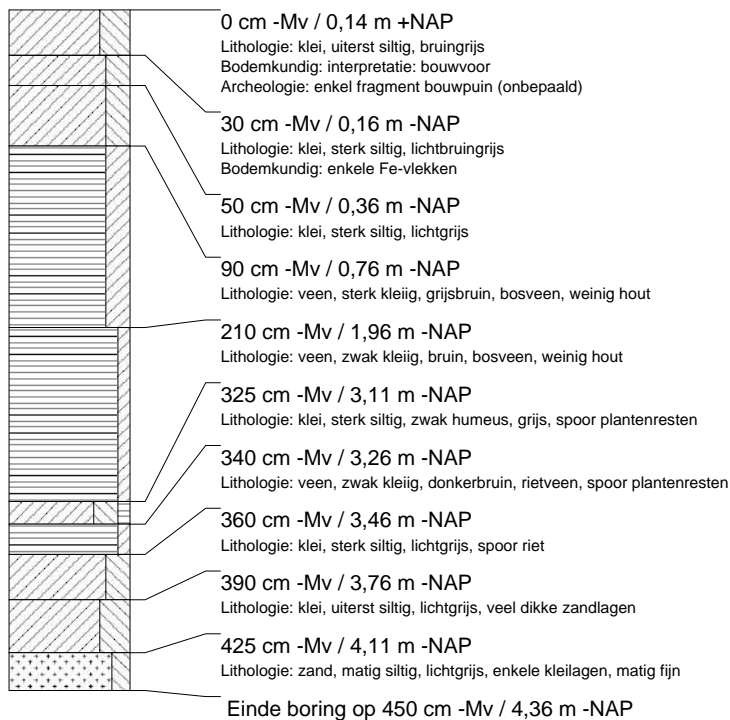 0 cm -Mv / 0,14 m +NAP
Lithologie: klei, uiterst siltig, bruingrijs
Bodemkundig: interpretatie: bouwvoor
Archeologie: enkel fragment bouwpuin (onbepaald)
30 cm -Mv / 0,16 m -NAP
Lithologie: klei, sterk siltig, lichtbruingrijs
Bodemkundig: enkele Fe-vlekken
50 cm -Mv / 0,36 m -NAP
Lithologie: klei, sterk siltig, lichtgrijs
90 cm -Mv / 0,76 m -NAP
Lithologie: veen, sterk kleiig, grijsbruin, bosveen, weinig hout
210 cm -Mv / 1,96 m -NAP
Lithologie: veen, zwak kleiig, bruin, bosveen, weinig hout
325 cm -Mv / 3,11 m -NAP
Lithologie: klei, sterk siltig, zwak humeus, grijs, spoor plantenresten
340 cm -Mv / 3,26 m -NAP
Lithologie: veen, zwak kleiig, donkerbruin, rietveen, spoor plantenresten
360 cm -Mv / 3,46 m -NAP
Lithologie: klei, sterk siltig, lichtgrijs, spoor riet
390 cm -Mv / 3,76 m -NAP
Lithologie: klei, uiterst siltig, lichtgrijs, veel dikke zandlagen
425 cm -Mv / 4,11 m -NAP
Lithologie: zand, matig siltig, lichtgrijs, enkele kleilagen, matig fijn
Einde boring op 450 cm -Mv / 4,36 m -NAP